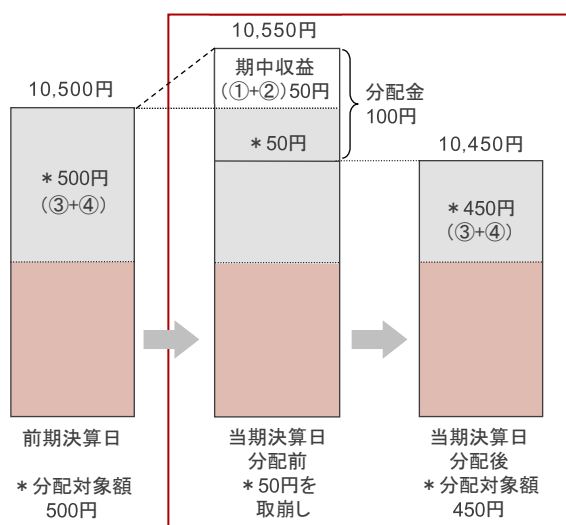 10,550円
10,500円
期中収益
(①+②)50円
分配金
100円
＊50円
10,450円
＊500円
(③+④)
＊450円
(③+④)
前期決算日
＊分配対象額
500円
当期決算日
分配前
＊50円を
取崩し
当期決算日
分配後
＊分配対象額
450円